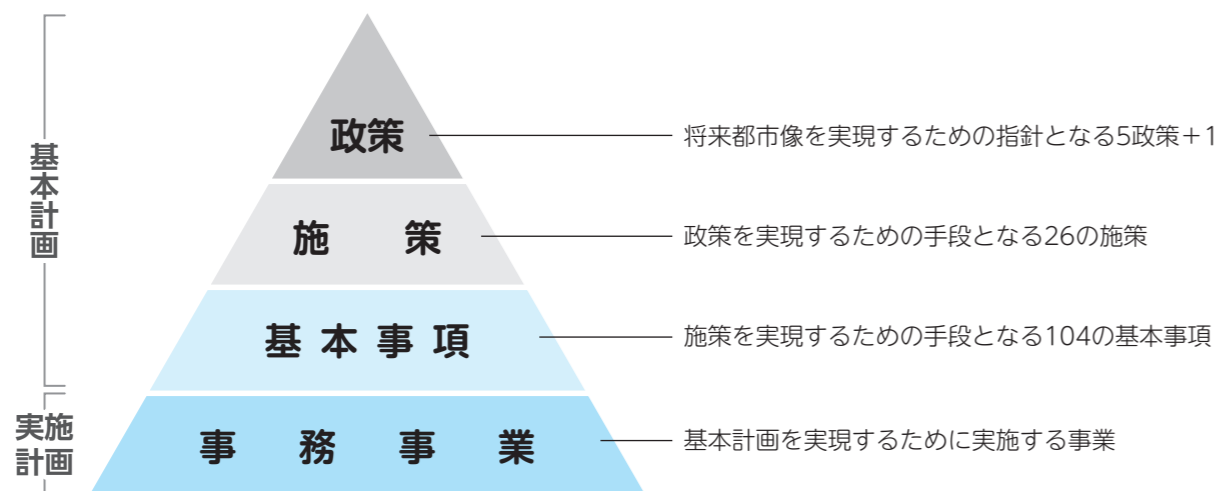 基本計画
政策
将来都市像を実現するための指針となる5政策＋1
施策
政策を実現するための手段となる26の施策
基本事項
施策を実現するための手段となる104の基本事項
実施
計画
事務事業
基本計画を実現するために実施する事業